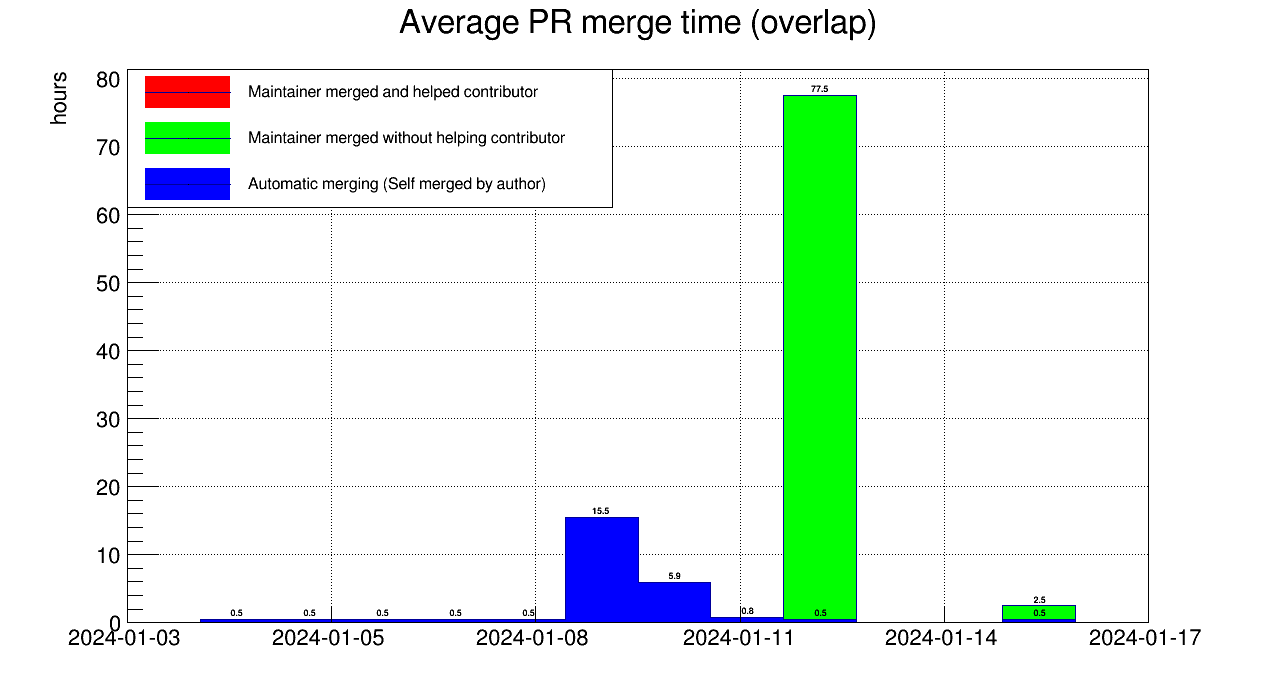 Average PR merge time (overlap)
hours
80
70
60
50
40
30
20
10
0
Maintainer merged and helped contributor
Maintainer merged without helping contributor
Automatic merging (Self merged by author)
77.5
15.5
5.9
2.5
0.5 0.5 0.5 0.5 0.5 0.8 0.5 0.5
2024-01-03 2024-01-05 2024-01-08 2024-01-11 2024-01-14 2024-01-17